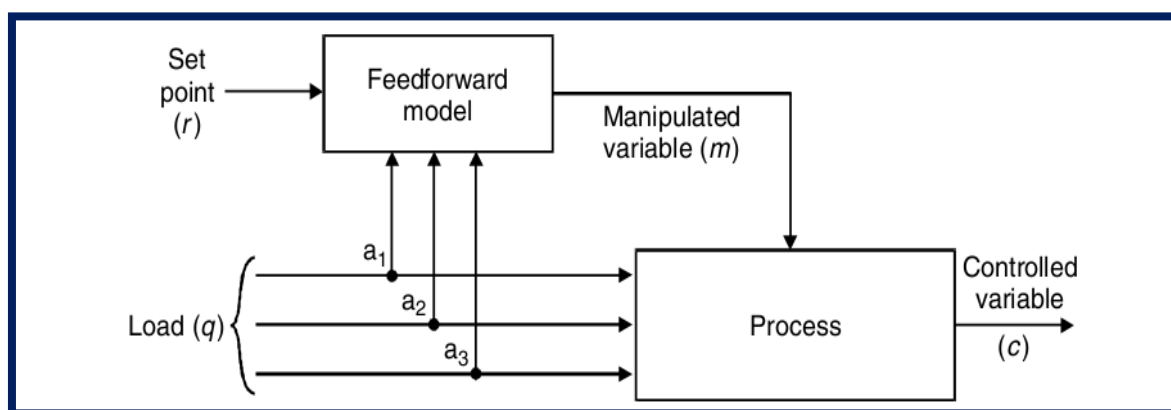 Set
point
(r)
Feedforward
model
Manipulated
variable (m)
a₁
a₂
a₃
Load (q)
Process
Controlled
variable
(c)